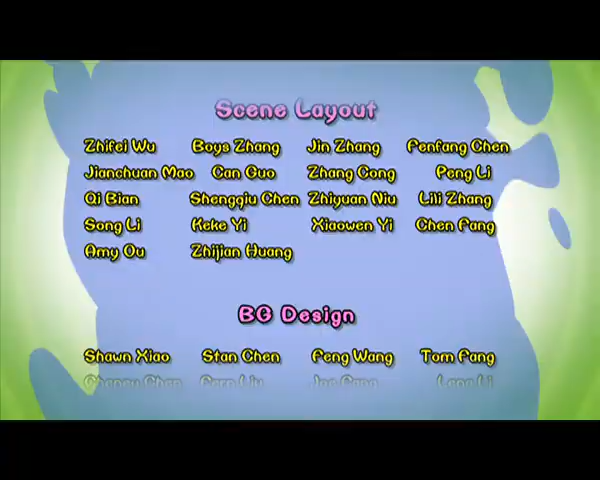 Scene Layout
Zhifei Wu Boys Zhang Jin Zhang Fenfang Chen
Jianchuan Mao Can Guo Zhang Cong Peng Li
Qi Bian Shengqiu Chen Zhiyuan Niu Lili Zhang
Song Li Keke Yi Xiaowen Yi Chen Fang
Amy Ou Zhijian Huang
BG Design
Shawn Xiao Stan Chen Feng Wang Tom Fang